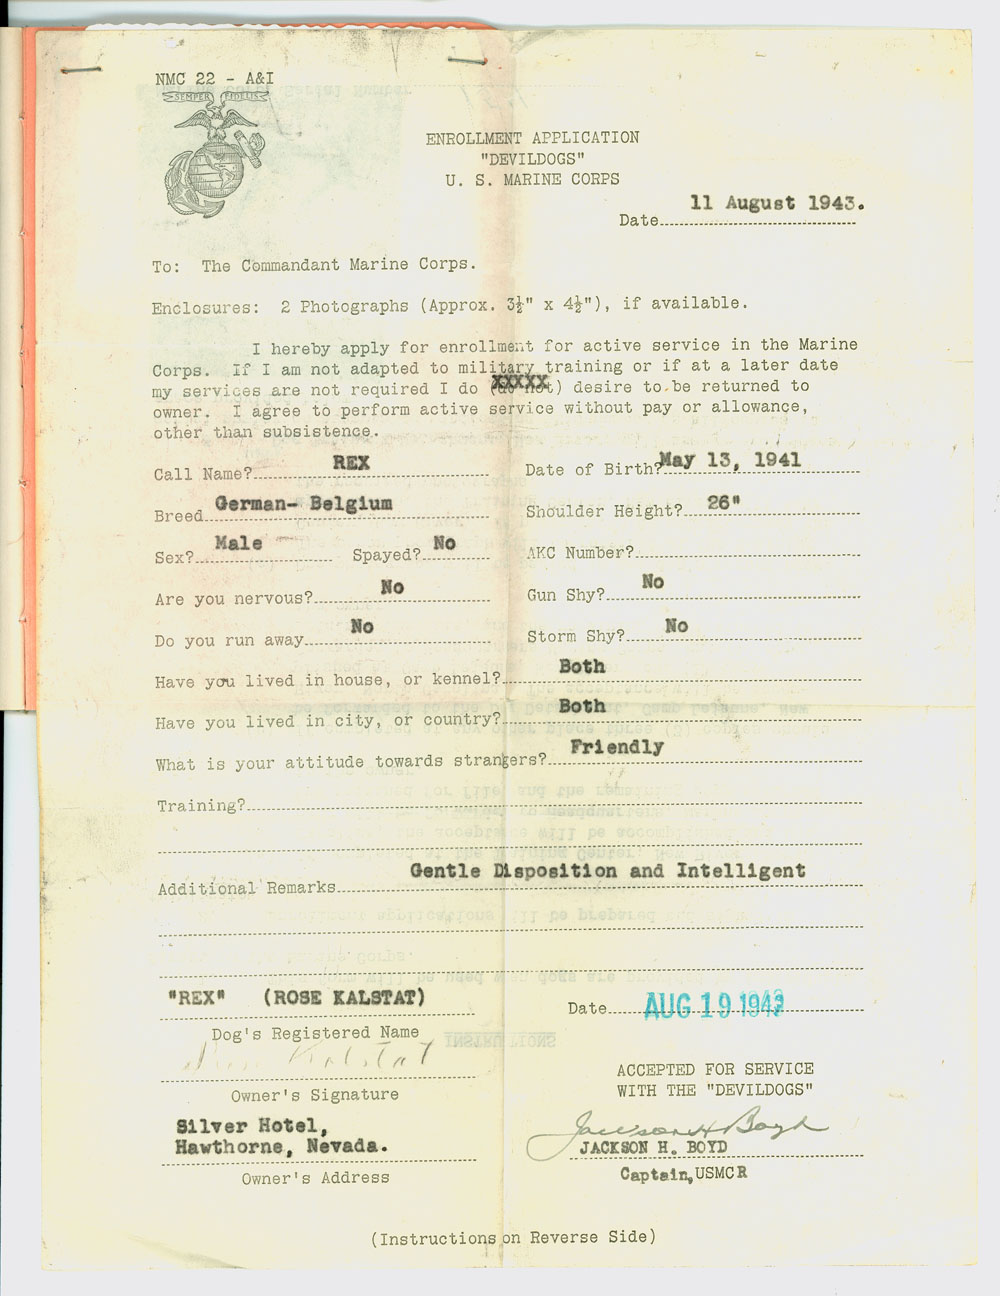 NMC 22 - A&I
SEMPER FIDELIS
ENROLLMENT APPLICATION
"DEVILDOGS"
U. S. MARINE CORPS
11 August 1943.
Date
To: The Commandant Marine Corps.
Enclosures: 2 Photographs (Approx. 3½" x 4½"), if available.
I hereby apply for enrollment for active service in the Marine
Corps. If I am not adapted to military training or if at a later date
my services are not required I do (do not) desire to be returned to
owner. I agree to perform active service without pay or allowance,
other than subsistence.
Call Name? REX Date of Birth? May 13, 1941
Breed German- Belgium Shoulder Height? 26"
Sex? Male Spayed? No AKC Number?
Are you nervous? No Gun Shy? No
Do you run away No Storm Shy? No
Have you lived in house, or kennel? Both
Have you lived in city, or country? Both
What is your attitude towards strangers? Friendly
Training?
Additional Remarks Gentle Disposition and Intelligent
"REX" (ROSE KALSTAT) Date AUG 19 1943
Dog's Registered Name
Kalstat
Owner's Signature
ACCEPTED FOR SERVICE
WITH THE "DEVILDOGS"
Silver Hotel,
Hawthorne, Nevada.
Owner's Address
Jackson H Boyd
JACKSON H. BOYD
Captain, USMCR
(Instructions on Reverse Side)